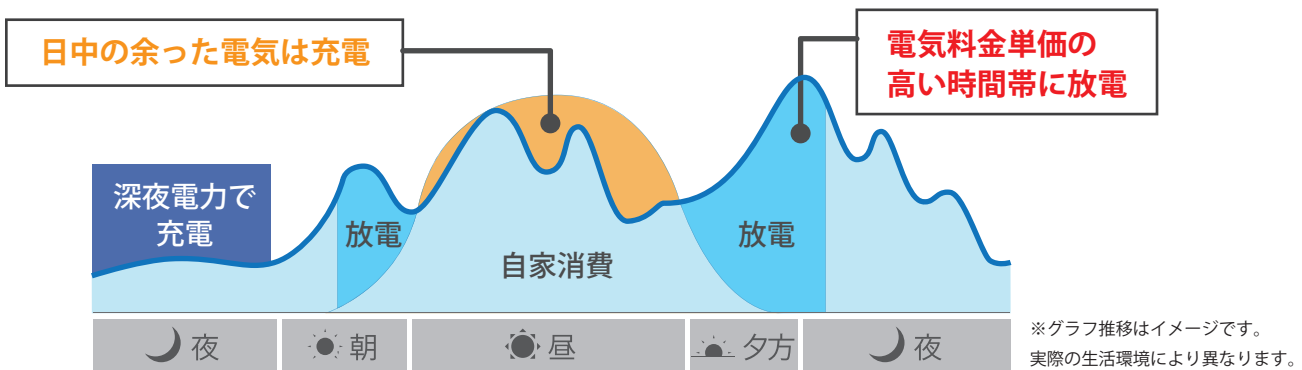 日中の余った電気は充電
電気料金単価の
高い時間帯に放電
深夜電力で
充電
放電
自家消費
放電
夜
朝
昼
夕方
夜
※グラフ推移はイメージです。
実際の生活環境により異なります。